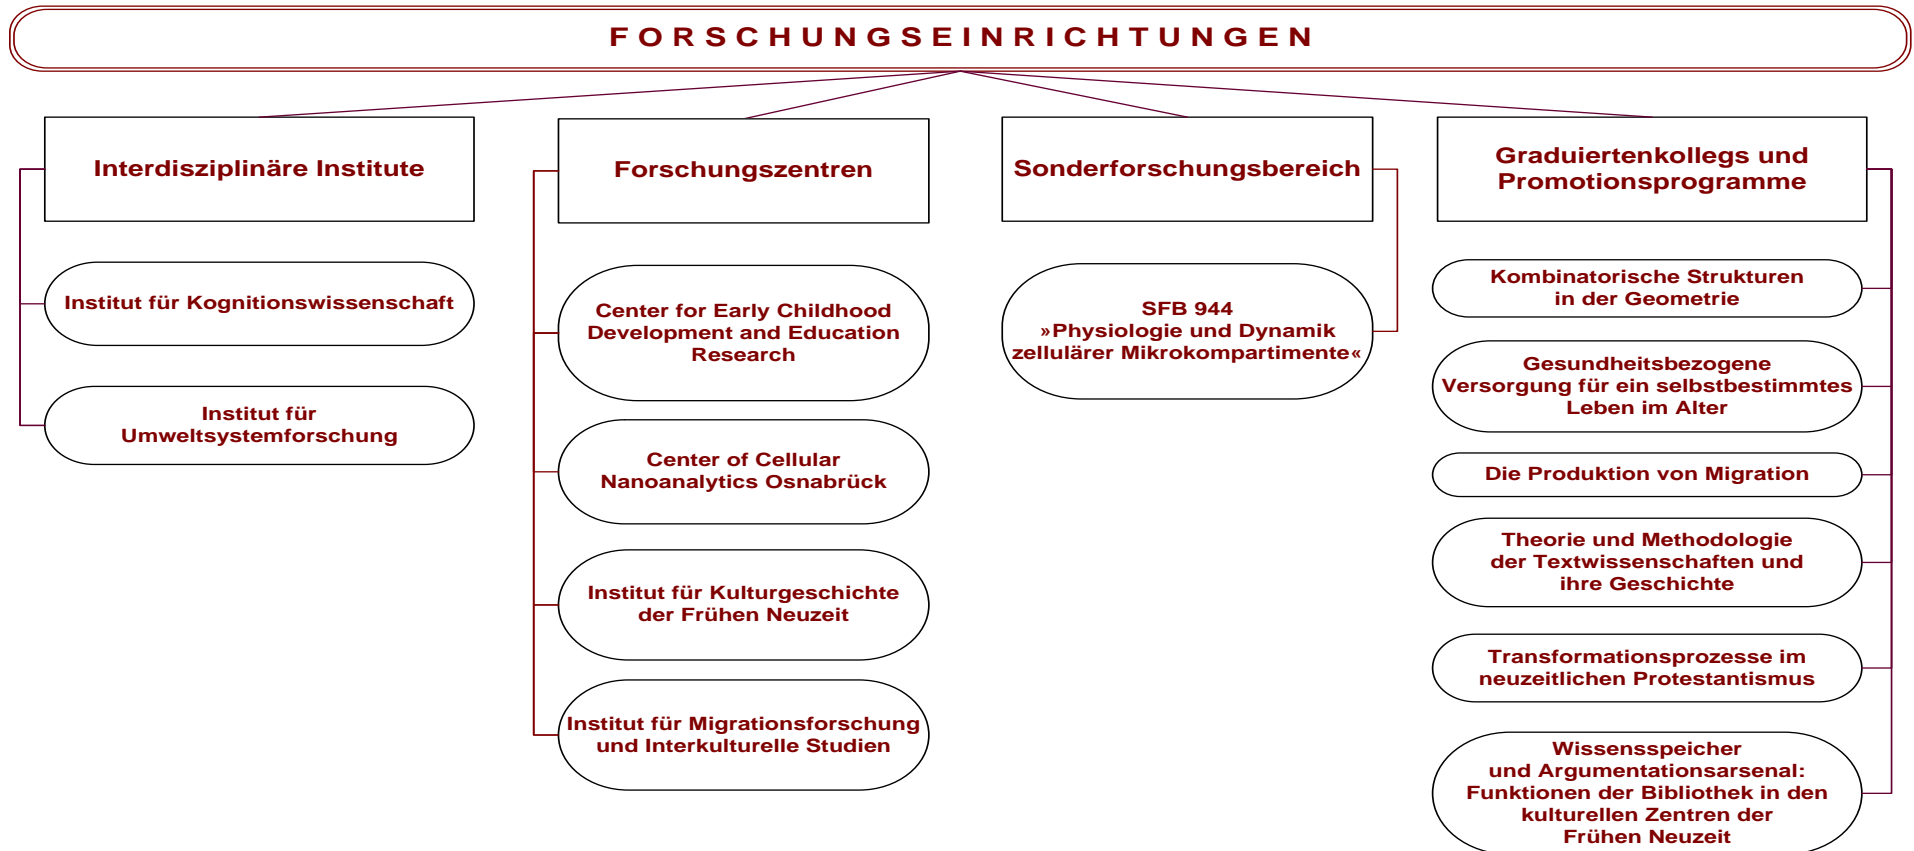 FORSCHUNGSEINRICHTUNGEN
Interdisziplinäre Institute
Institut für Kognitionswissenschaft
Institut für
Umweltsystemforschung
Forschungszentren
Center for Early Childhood
Development and Education
Research
Center of Cellular
Nanoanalytics Osnabrück
Institut für Kulturgeschichte
der Frühen Neuzeit
Institut für Migrationsforschung
und Interkulturelle Studien
Sonderforschungsbereich
SFB 944
»Physiologie und Dynamik
zellulärer Mikrokompartimente«
Graduiertenkollegs und
Promotionsprogramme
Kombinatorische Strukturen
in der Geometrie
Gesundheitsbezogene
Versorgung für ein selbstbestimmtes
Leben im Alter
Die Produktion von Migration
Theorie und Methodologie
der Textwissenschaften und
ihre Geschichte
Transformationsprozesse im
neuzeitlichen Protestantismus
Wissensspeicher
und Argumentationsarsenal:
Funktionen der Bibliothek in den
kulturellen Zentren der
Frühen Neuzeit